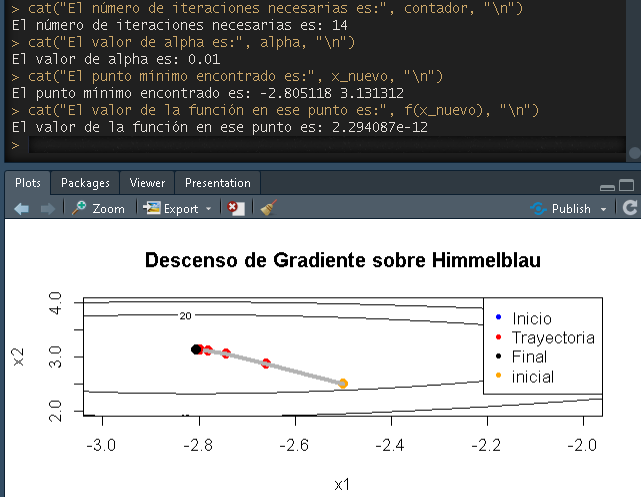 > cat("El número de iteraciones necesarias es:", contador, "\n")
El número de iteraciones necesarias es: 14
> cat("El valor de alpha es:", alpha, "\n")
El valor de alpha es: 0.01
> cat("El punto mínimo encontrado es:", x_nuevo, "\n")
El punto mínimo encontrado es: -2.805118 3.131312
> cat("El valor de la función en ese punto es:", f(x_nuevo), "\n")
El valor de la función en ese punto es: 2.294087e-12
>
Plots Packages Viewer Presentation
Zoom Export Publish
Descenso de Gradiente sobre Himmelblau
20
Inicio
Trayectoria
Final
inicial
x2
4.0
3.0
2.0
-3.0 -2.8 -2.6 -2.4 -2.2 -2.0
x1